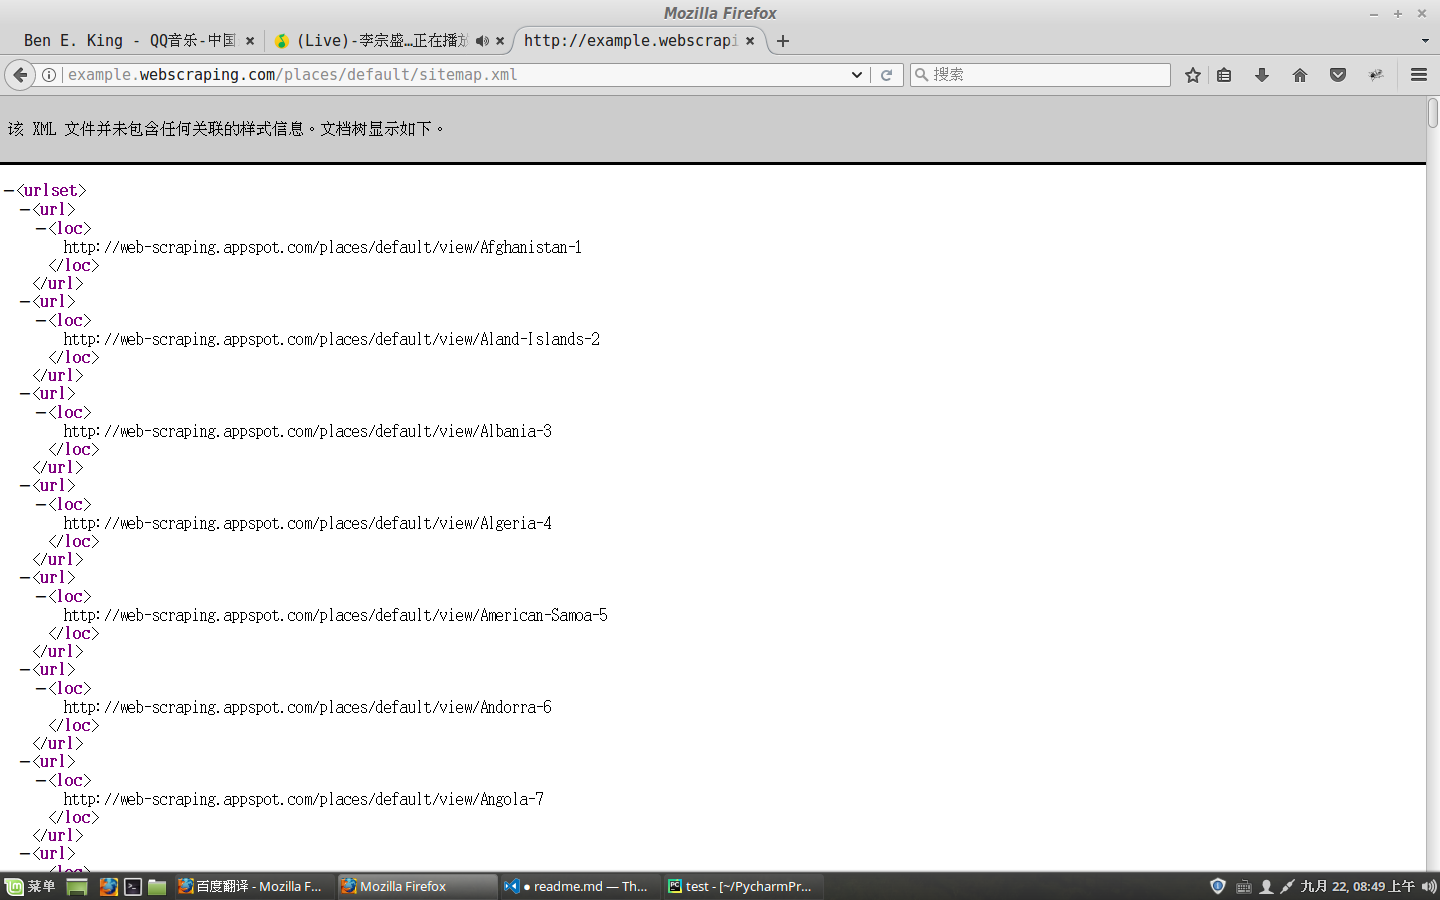 Mozilla Firefox
Ben E. King - QQ音乐-中国
(Live)-李宗盛…正在播放
http://example.webscrapi
example.webscraping.com/places/default/sitemap.xml
搜索
该 XML 文件并未包含任何关联的样式信息。文档树显示如下。
−<urlset>
−<url>
−<loc>
http://web-scraping.appspot.com/places/default/view/Afghanistan-1
</loc>
</url>
−<url>
−<loc>
http://web-scraping.appspot.com/places/default/view/Aland-Islands-2
</loc>
</url>
−<url>
−<loc>
http://web-scraping.appspot.com/places/default/view/Albania-3
</loc>
</url>
−<url>
−<loc>
http://web-scraping.appspot.com/places/default/view/Algeria-4
</loc>
</url>
−<url>
−<loc>
http://web-scraping.appspot.com/places/default/view/American-Samoa-5
</loc>
</url>
−<url>
−<loc>
http://web-scraping.appspot.com/places/default/view/Andorra-6
</loc>
</url>
−<url>
−<loc>
http://web-scraping.appspot.com/places/default/view/Angola-7
</loc>
</url>
−<url>
−<loc>
菜单
百度翻译 - Mozilla F...
Mozilla Firefox
● readme.md — Th...
test - [~/PycharmPr...
九月 22, 08:49 上午